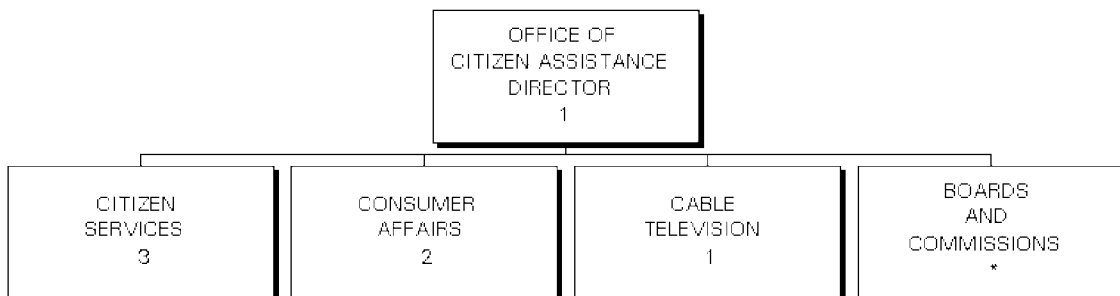 OFFICE OF
CITIZEN ASSISTANCE
DIRECTOR
1
CITIZEN
SERVICES
3
CONSUMER
AFFAIRS
2
CABLE
TELEVISION
1
BOARDS
AND
COMMISSIONS
*